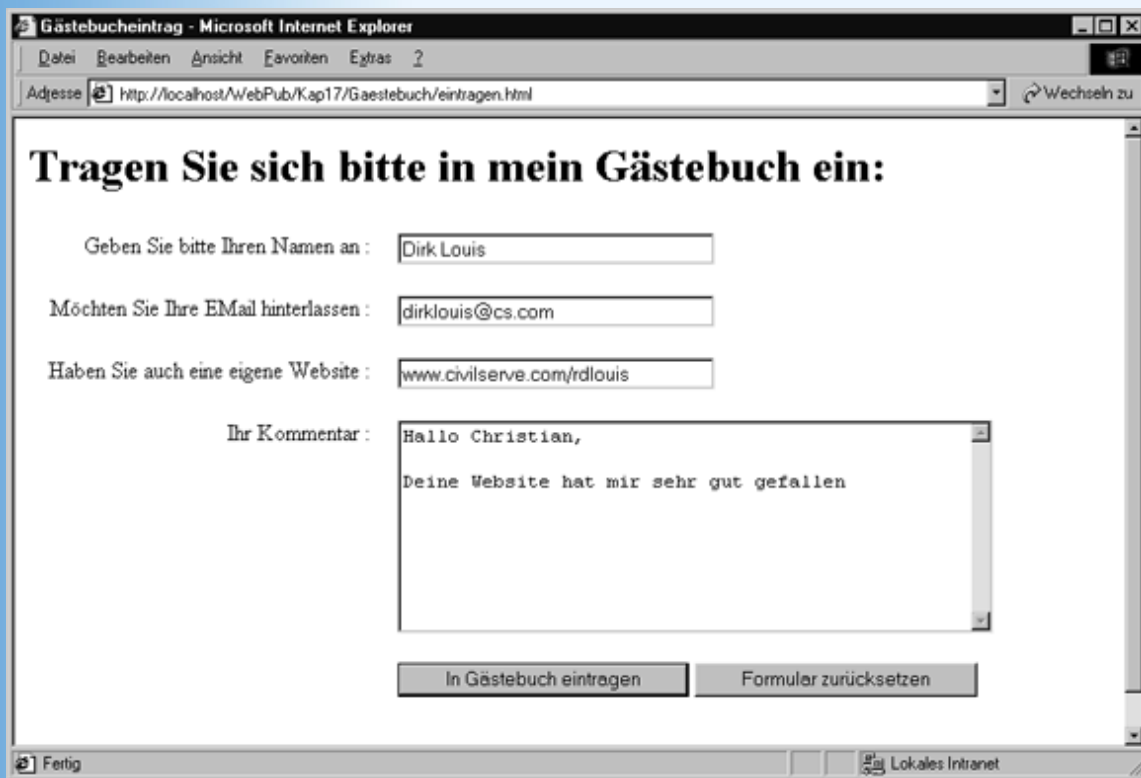 Gästebucheintrag - Microsoft Internet Explorer
Datei Bearbeiten Ansicht Favoriten Extras ?
Adresse http://localhost/WebPub/Kap17/Gaestebuch/eintragen.html Wechseln zu
Tragen Sie sich bitte in mein Gästebuch ein:
Geben Sie bitte Ihren Namen an : Dirk Louis
Möchten Sie Ihre EMail hinterlassen : dirklouis@cs.com
Haben Sie auch eine eigene Website : www.civilserve.com/rdlouis
Ihr Kommentar : Hallo Christian,
Deine Website hat mir sehr gut gefallen
In Gästebuch eintragen Formular zurücksetzen
Fertig Lokales Intranet